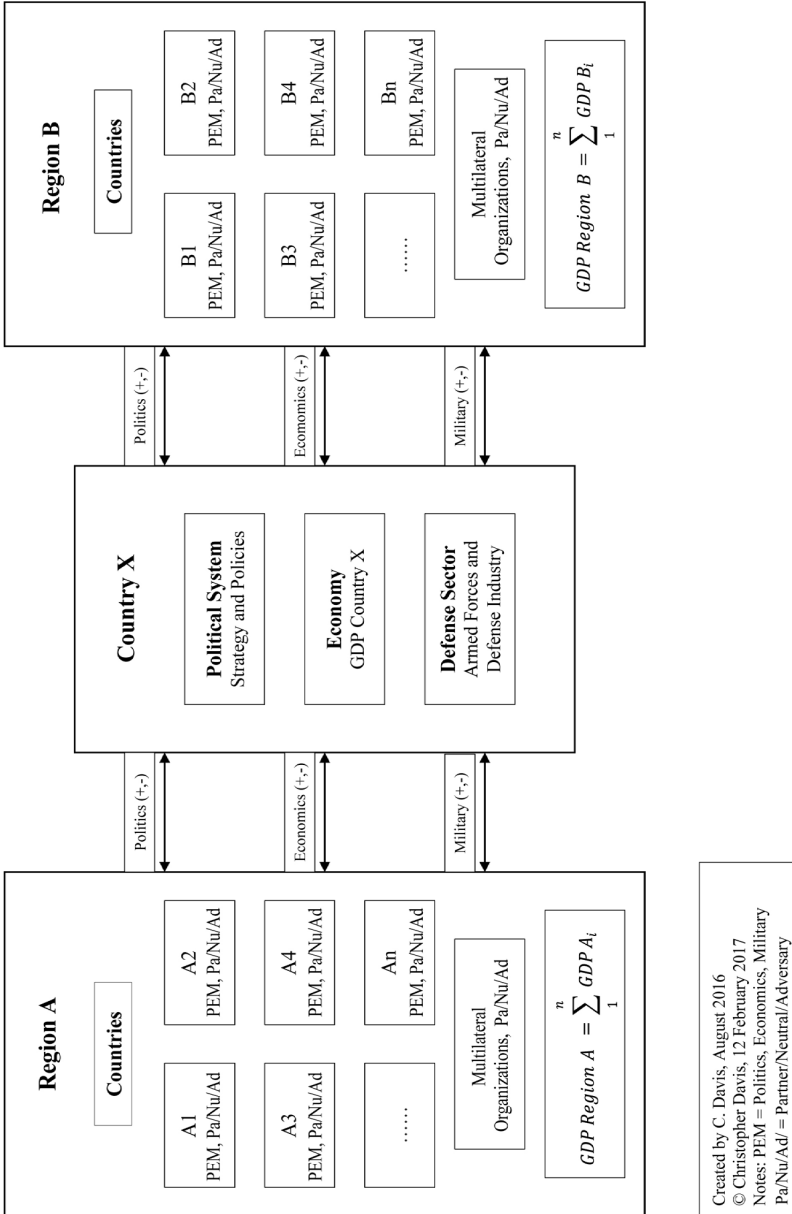 Region A
Countries
A1
PEM, Pa/Nu/Ad
A2
PEM, Pa/Nu/Ad
A3
PEM, Pa/Nu/Ad
A4
PEM, Pa/Nu/Ad
......
An
PEM, Pa/Nu/Ad
Multilateral
Organizations, Pa/Nu/Ad
GDP Region A = n∑1 GDP Ai
Politics (+,-)
Economics (+,-)
Military (+,-)
Country X
Political System
Strategy and Policies
Economy
GDP Country X
Defense Sector
Armed Forces and
Defense Industry
Politics (+,-)
Ecomomics (+,-)
Military (+,-)
Region B
Countries
B1
PEM, Pa/Nu/Ad
B2
PEM, Pa/Nu/Ad
B3
PEM, Pa/Nu/Ad
B4
PEM, Pa/Nu/Ad
......
Bn
PEM, Pa/Nu/Ad
Multilateral
Organizations, Pa/Nu/Ad
GDP Region B = n∑1 GDP Bi
Created by C. Davis, August 2016
© Christopher Davis, 12 February 2017
Notes: PEM = Politics, Economics, Military
Pa/Nu/Ad/ = Partner/Neutral/Adversary